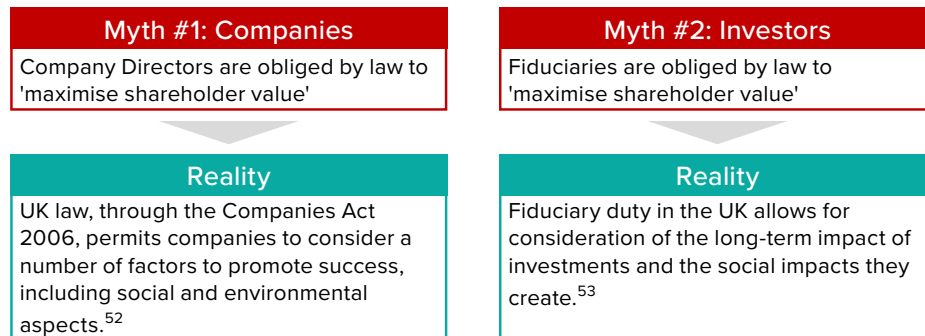 Myth #1: Companies
Company Directors are obliged by law to
'maximise shareholder value'
Reality
UK law, through the Companies Act
2006, permits companies to consider a
number of factors to promote success,
including social and environmental
aspects.52
Myth #2: Investors
Fiduciaries are obliged by law to
'maximise shareholder value'
Reality
Fiduciary duty in the UK allows for
consideration of the long-term impact of
investments and the social impacts they
create.53